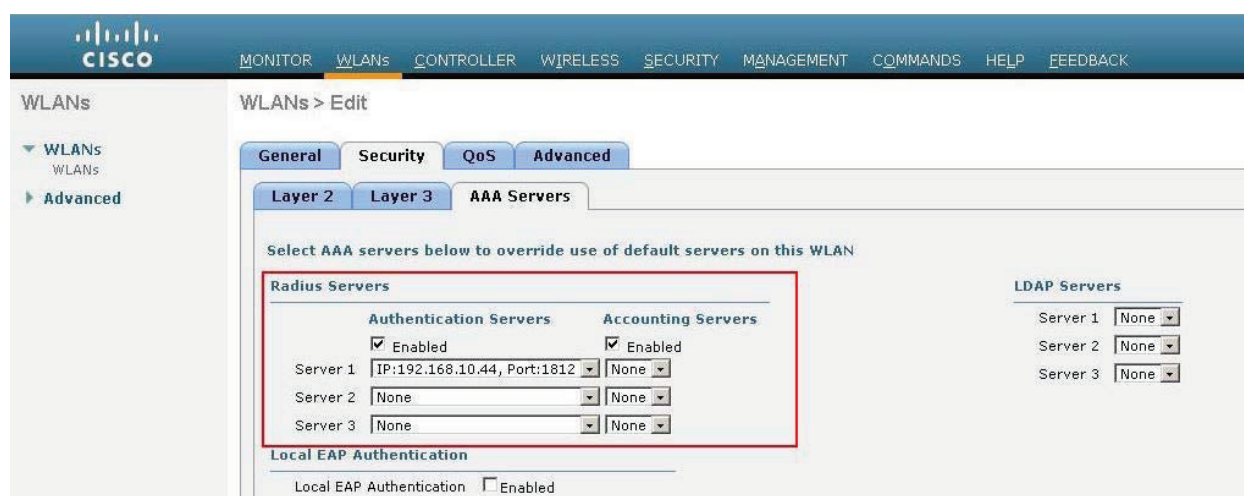 CISCO
MONITOR WLANs CONTROLLER WIRELESS SECURITY MANAGEMENT COMMANDS HELP FEEDBACK
WLANs
WLANs
WLANs
Advanced
WLANs > Edit
General Security QoS Advanced
Layer 2 Layer 3 AAA Servers
Select AAA servers below to override use of default servers on this WLAN
Radius Servers
Authentication Servers Accounting Servers
Enabled Enabled
Server 1 IP:192.168.10.44, Port:1812 None
Server 2 None None
Server 3 None None
LDAP Servers
Server 1 None
Server 2 None
Server 3 None
Local EAP Authentication
Local EAP Authentication Enabled